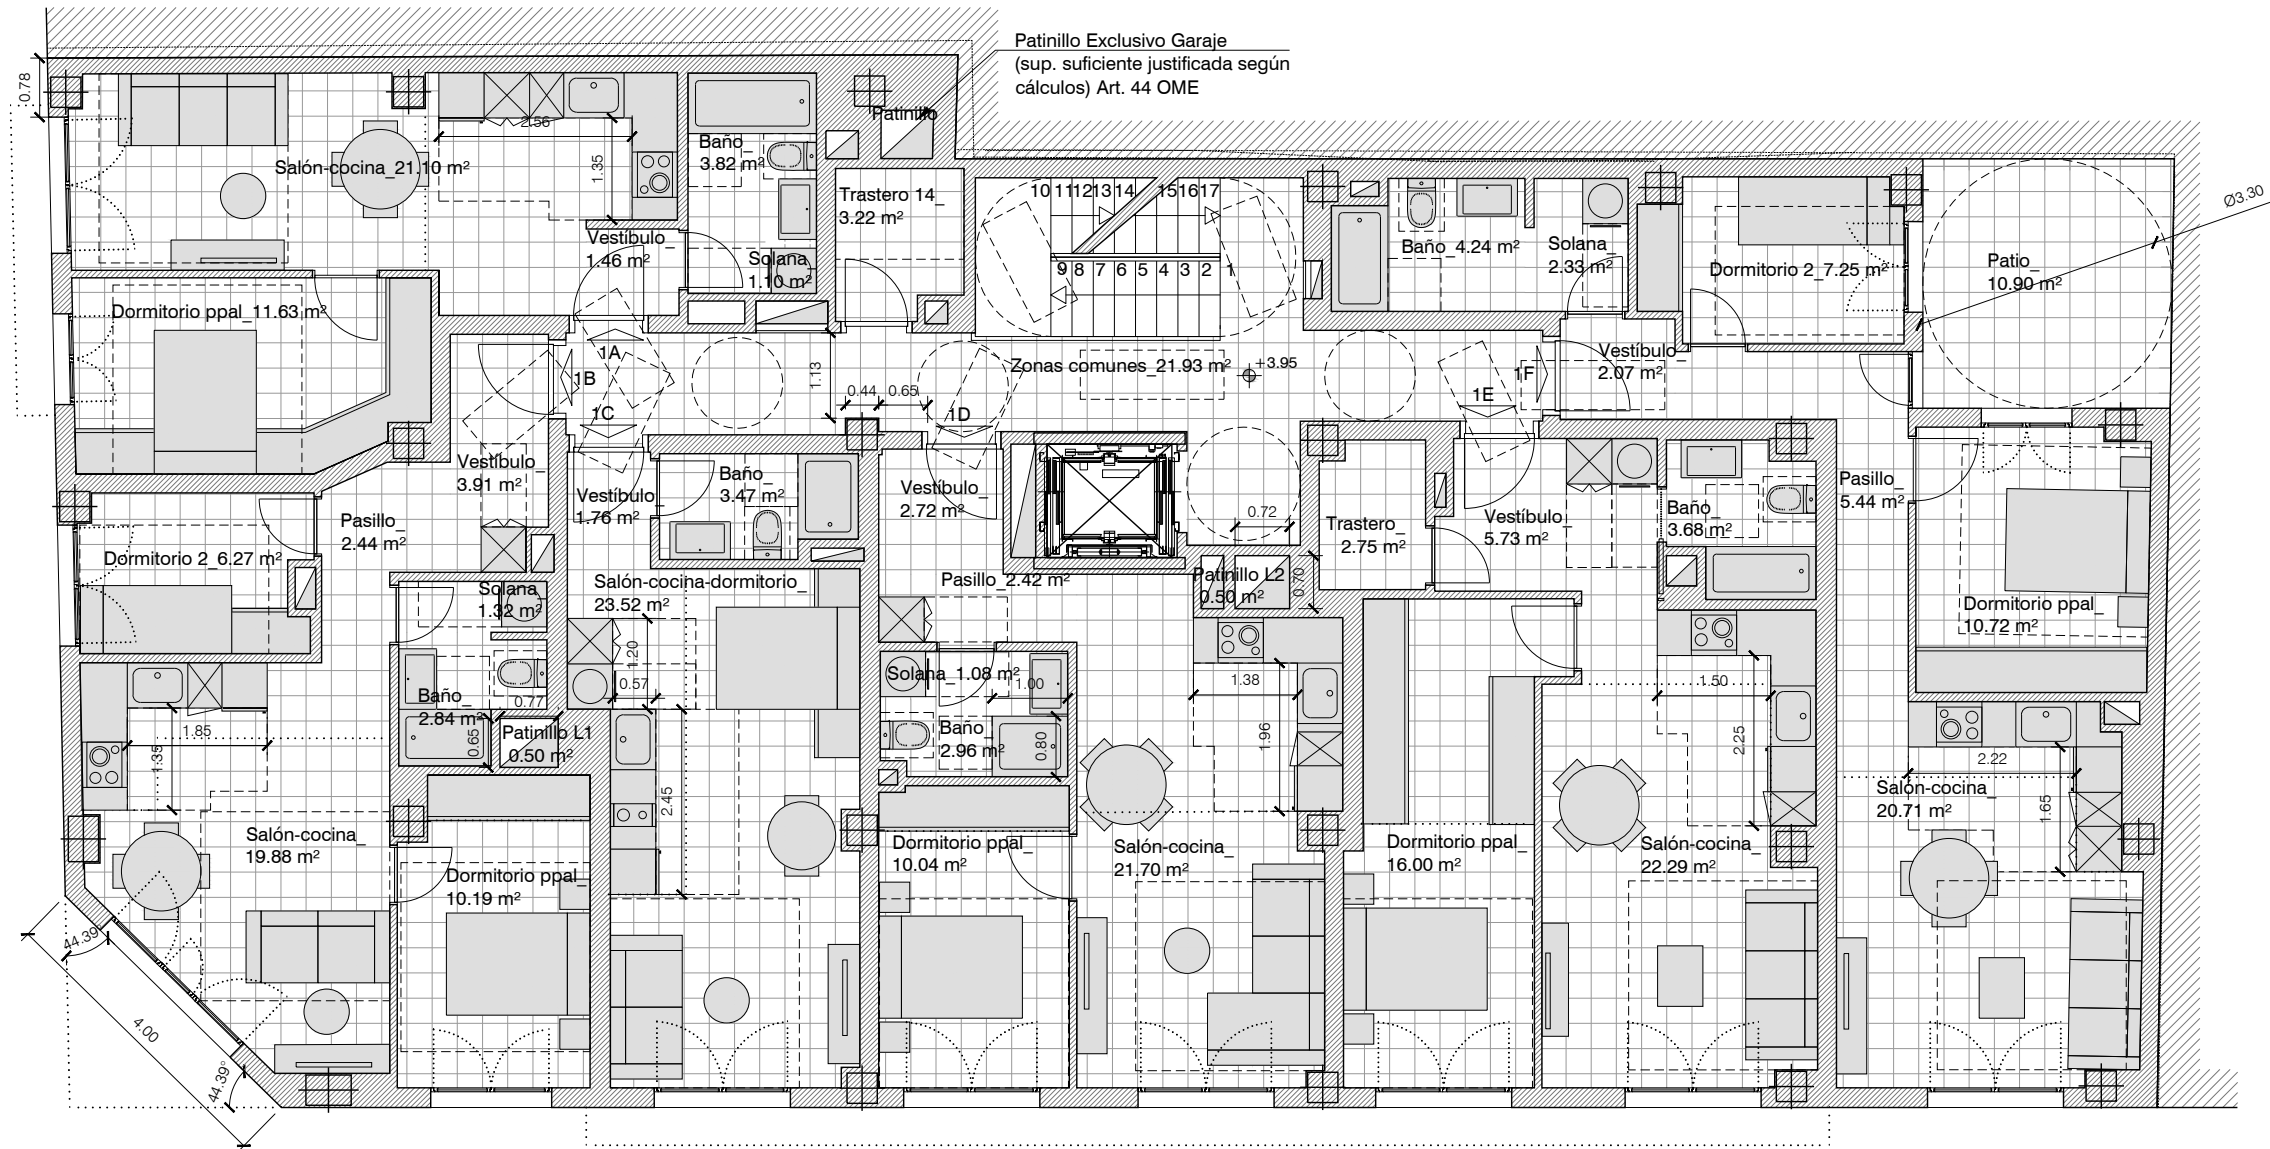 Patinillo Exclusivo Garaje
(sup. suficiente justificada según
cálculos) Art. 44 OME
0.78
Patinillo
2.56
1.35
Salón-cocina_21.10 m²
Baño_
3.82 m²
Trastero 14_
3.22 m²
10 11 12 13 14 15 16 17
9 8 7 6 5 4 3 2 1
Vestíbulo_
1.46 m²
Solana_
1.10 m²
Baño_4.24 m²
Solana_
2.33 m²
Dormitorio 2_7.25 m²
Patio_
10.90 m²
Ø3.30
Dormitorio ppal_11.63 m²
1A
1B
1C
1.13
0.44
0.65
1D
Zonas comunes_21.93 m²
+3.95
1E
1F
Vestíbulo_
2.07 m²
Vestíbulo_
3.91 m²
Vestíbulo_
1.76 m²
Baño_
3.47 m²
Vestíbulo_
2.72 m²
0.72
Trastero_
2.75 m²
Vestíbulo_
5.73 m²
Baño_
3.68 m²
Pasillo_
5.44 m²
Pasillo_
2.44 m²
Dormitorio 2_6.27 m²
Solana_
1.32 m²
Salón-cocina-dormitorio_
23.52 m²
Pasillo_2.42 m²
Patinillo L2
0.50 m²
0.70
Dormitorio ppal_
10.72 m²
1.20
0.57
Solana_1.08 m²
1.00
1.38
1.96
1.50
2.25
Baño_
2.84 m²
0.77
0.65
Patinillo L1
0.50 m²
1.85
1.35
Baño_
2.96 m²
0.80
2.45
2.22
1.65
Salón-cocina_
19.88 m²
Dormitorio ppal_
10.19 m²
Dormitorio ppal_
10.04 m²
Salón-cocina_
21.70 m²
Dormitorio ppal_
16.00 m²
Salón-cocina_
22.29 m²
Salón-cocina_
20.71 m²
44.39°
4.00
44.39°